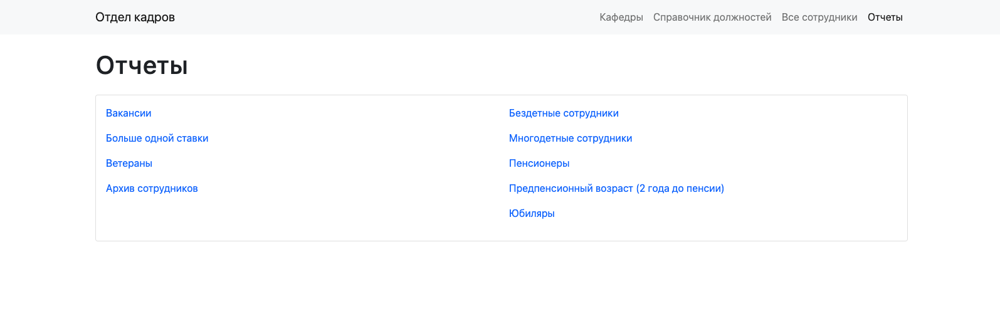 Отдел кадров
Кафедры Справочник должностей Все сотрудники Отчеты
Отчеты
Вакансии
Больше одной ставки
Ветераны
Архив сотрудников
Бездетные сотрудники
Многодетные сотрудники
Пенсионеры
Предпенсионный возраст (2 года до пенсии)
Юбиляры